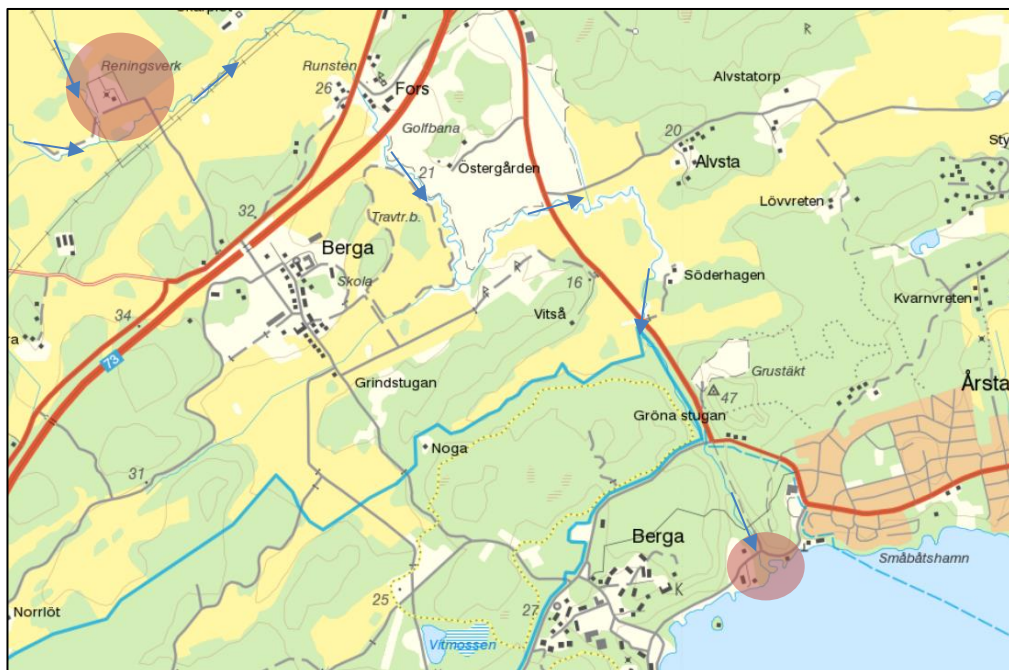 Reningsverk
Runsten
26
Fors
Golfbana
Östergården
21
Travtr.b.
32
Berga
Skola
34
73
Grindstugan
31
Noga
Norrlöt
25
27
Vitmossen
Berga
K
Alvstatorp
20
Alvsta
Lövvreten
Söderhagen
16
Vitså
Kvarnvreten
Grustäkt
47
Gröna stugan
Årsta
Småbåtshamn
R
Sty